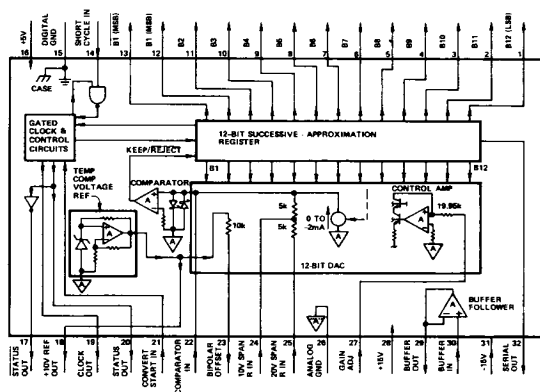 +5V
DIGITAL GND
SHORT CYCLE IN
B1 (MSB)
B1 (MSB)
B2
B3
B4
B5
B6
B7
B8
B9
B10
B11
B12 (LSB)
16
15
14
13
12
11
10
9
8
7
6
5
4
3
2
1
CASE
GATED CLOCK & CONTROL CIRCUITS
12-BIT SUCCESSIVE - APPROXIMATION REGISTER
KEEP/REJECT
B1
B12
TEMP COMP VOLTAGE REF
COMPARATOR
CONTROL AMP
A
A
A
A
A
A
A
10k
5k
5k
0 TO -2mA
19.95k
12-BIT DAC
BUFFER FOLLOWER
A
A
17
18
19
20
21
22
23
24
25
26
27
28
29
30
31
32
STATUS OUT
+10V REF OUT
CLOCK OUT
STATUS OUT
CONVERT START IN
COMPARATOR IN
BIPOLAR OFFSET
10V SPAN R IN
20V SPAN R IN
ANALOG GND
GAIN ADJ
+15V
BUFFER OUT
BUFFER IN
-15V
SERIAL OUT